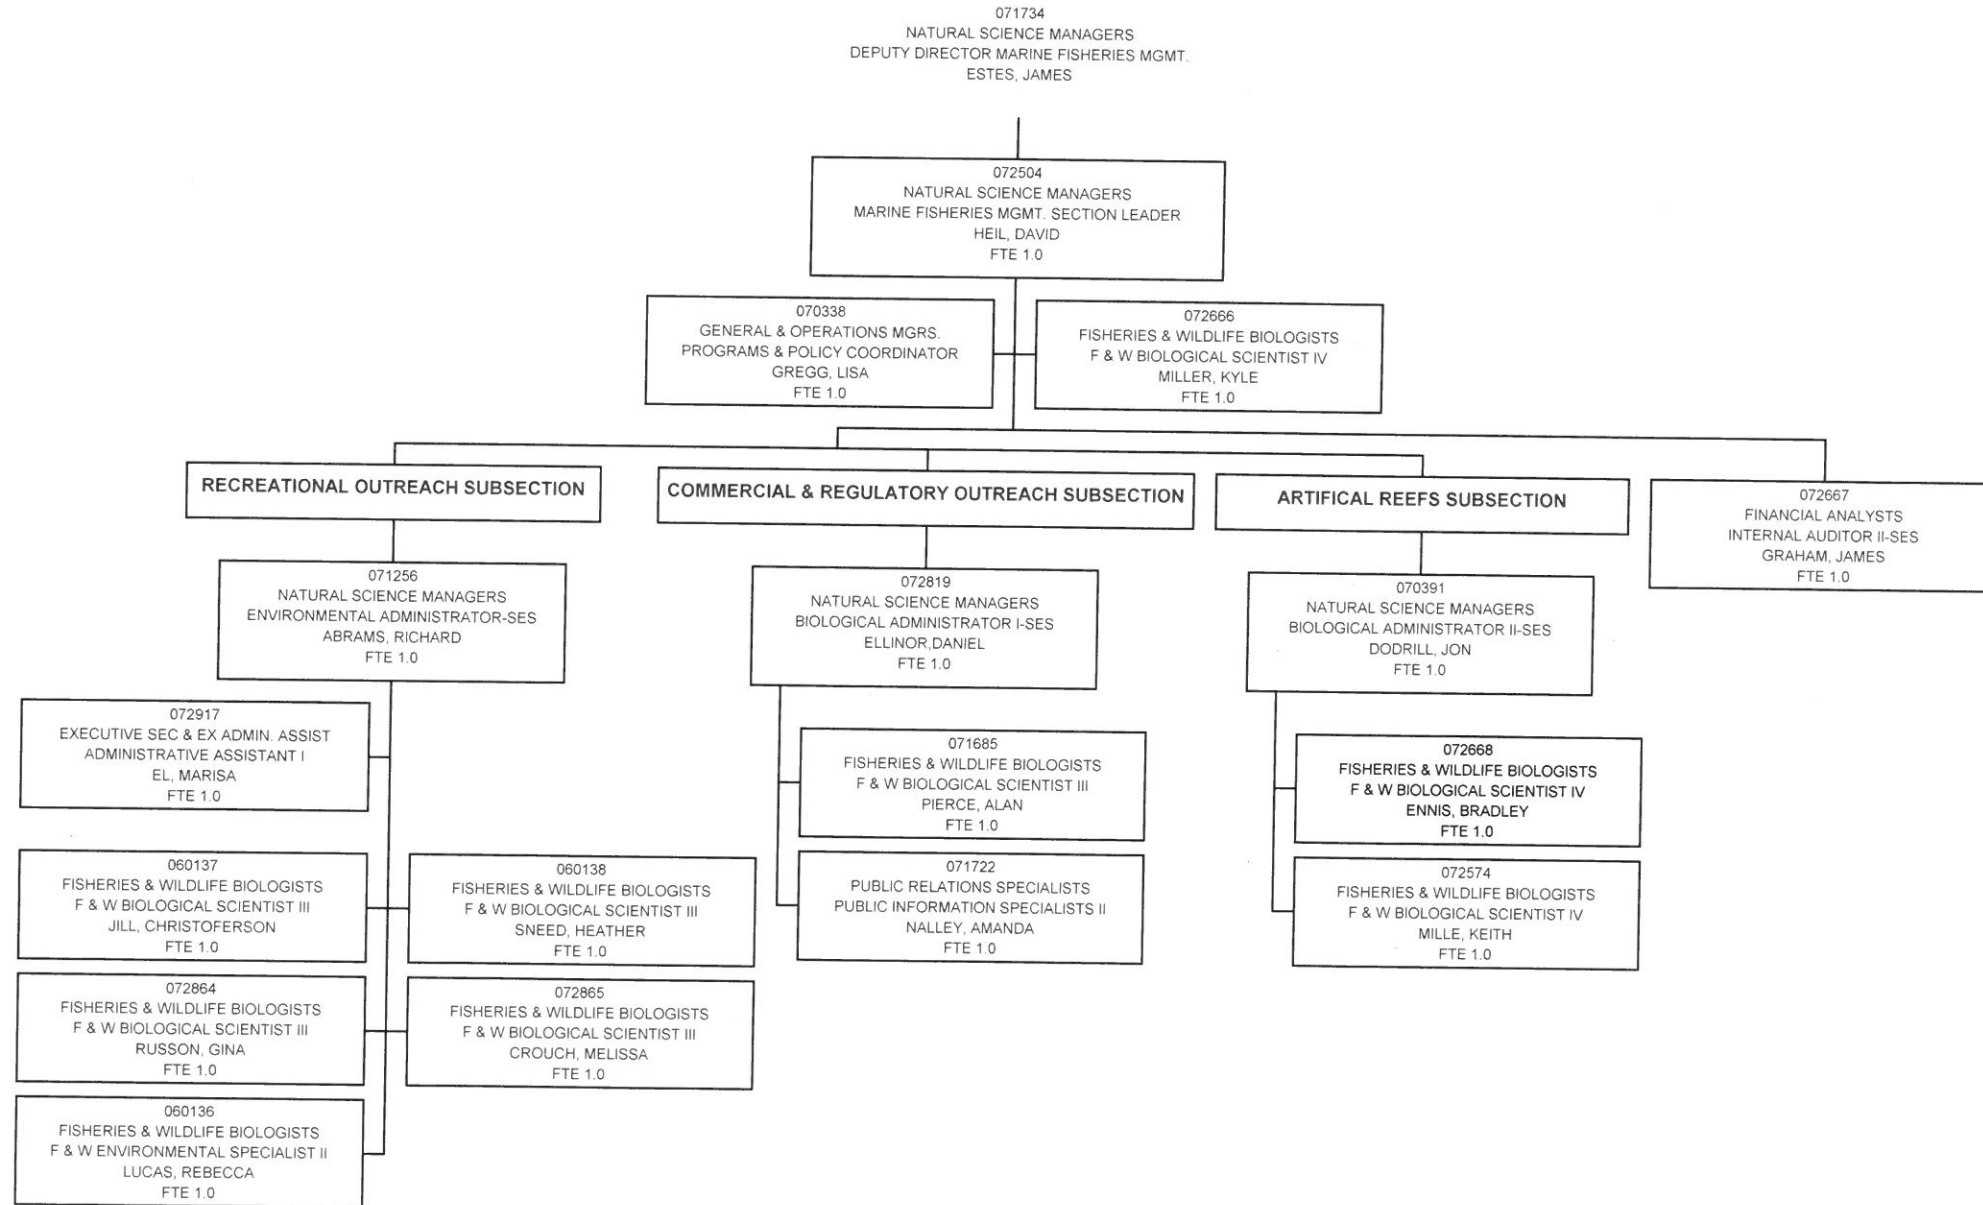 071734
NATURAL SCIENCE MANAGERS
DEPUTY DIRECTOR MARINE FISHERIES MGMT.
ESTES, JAMES
072504
NATURAL SCIENCE MANAGERS
MARINE FISHERIES MGMT. SECTION LEADER
HEIL, DAVID
FTE 1.0
070338
GENERAL & OPERATIONS MGRS.
PROGRAMS & POLICY COORDINATOR
GREGG, LISA
FTE 1.0
072666
FISHERIES & WILDLIFE BIOLOGISTS
F & W BIOLOGICAL SCIENTIST IV
MILLER, KYLE
FTE 1.0
RECREATIONAL OUTREACH SUBSECTION
COMMERCIAL & REGULATORY OUTREACH SUBSECTION
ARTIFICAL REEFS SUBSECTION
072667
FINANCIAL ANALYSTS
INTERNAL AUDITOR II-SES
GRAHAM, JAMES
FTE 1.0
071256
NATURAL SCIENCE MANAGERS
ENVIRONMENTAL ADMINISTRATOR-SES
ABRAMS, RICHARD
FTE 1.0
072819
NATURAL SCIENCE MANAGERS
BIOLOGICAL ADMINISTRATOR I-SES
ELLINOR,DANIEL
FTE 1.0
070391
NATURAL SCIENCE MANAGERS
BIOLOGICAL ADMINISTRATOR II-SES
DODRILL, JON
FTE 1.0
072917
EXECUTIVE SEC & EX ADMIN. ASSIST
ADMINISTRATIVE ASSISTANT I
EL, MARISA
FTE 1.0
071685
FISHERIES & WILDLIFE BIOLOGISTS
F & W BIOLOGICAL SCIENTIST III
PIERCE, ALAN
FTE 1.0
072668
FISHERIES & WILDLIFE BIOLOGISTS
F & W BIOLOGICAL SCIENTIST IV
ENNIS, BRADLEY
FTE 1.0
060137
FISHERIES & WILDLIFE BIOLOGISTS
F & W BIOLOGICAL SCIENTIST III
JILL, CHRISTOFERSON
FTE 1.0
060138
FISHERIES & WILDLIFE BIOLOGISTS
F & W BIOLOGICAL SCIENTIST III
SNEED, HEATHER
FTE 1.0
071722
PUBLIC RELATIONS SPECIALISTS
PUBLIC INFORMATION SPECIALISTS II
NALLEY, AMANDA
FTE 1.0
072574
FISHERIES & WILDLIFE BIOLOGISTS
F & W BIOLOGICAL SCIENTIST IV
MILLE, KEITH
FTE 1.0
072864
FISHERIES & WILDLIFE BIOLOGISTS
F & W BIOLOGICAL SCIENTIST III
RUSSON, GINA
FTE 1.0
072865
FISHERIES & WILDLIFE BIOLOGISTS
F & W BIOLOGICAL SCIENTIST III
CROUCH, MELISSA
FTE 1.0
060136
FISHERIES & WILDLIFE BIOLOGISTS
F & W ENVIRONMENTAL SPECIALIST II
LUCAS, REBECCA
FTE 1.0